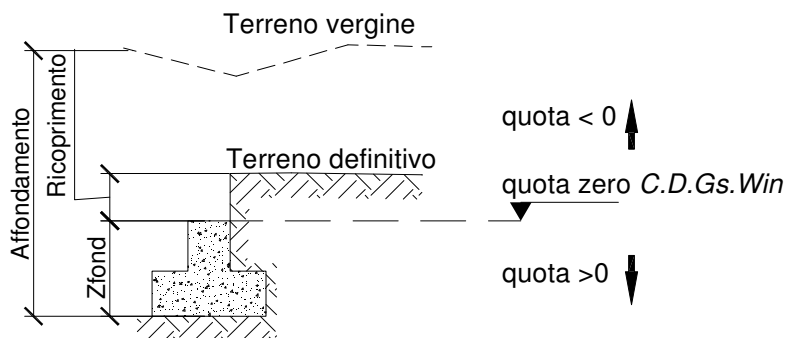 Terreno vergine
Affondamento
Ricoprimento
quota < 0
Terreno definitivo
quota zero C.D.Gs.Win
Zfond
quota >0